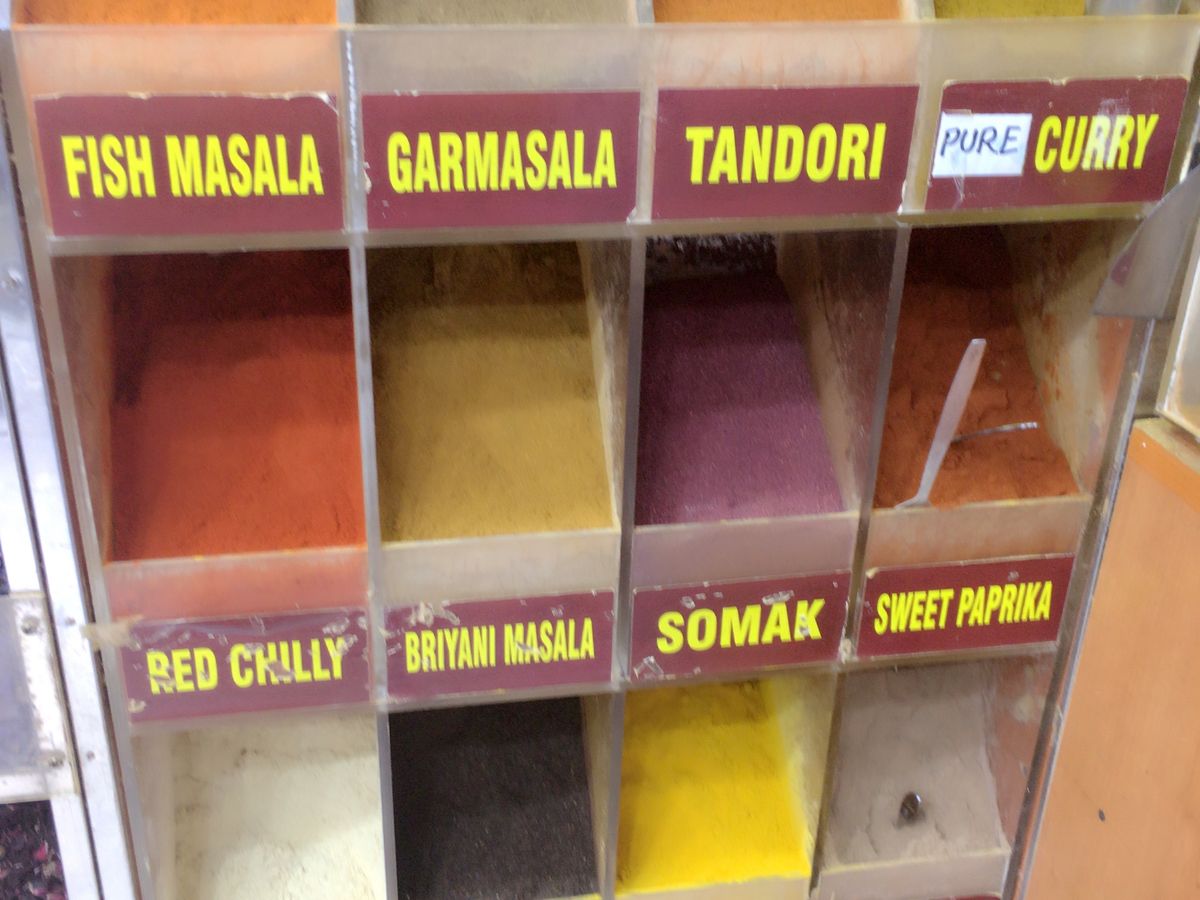 FISH MASALA
GARMASALA
TANDORI
PURE CURRY
RED CHILLY
BRIYANI MASALA
SOMAK
SWEET PAPRIKA